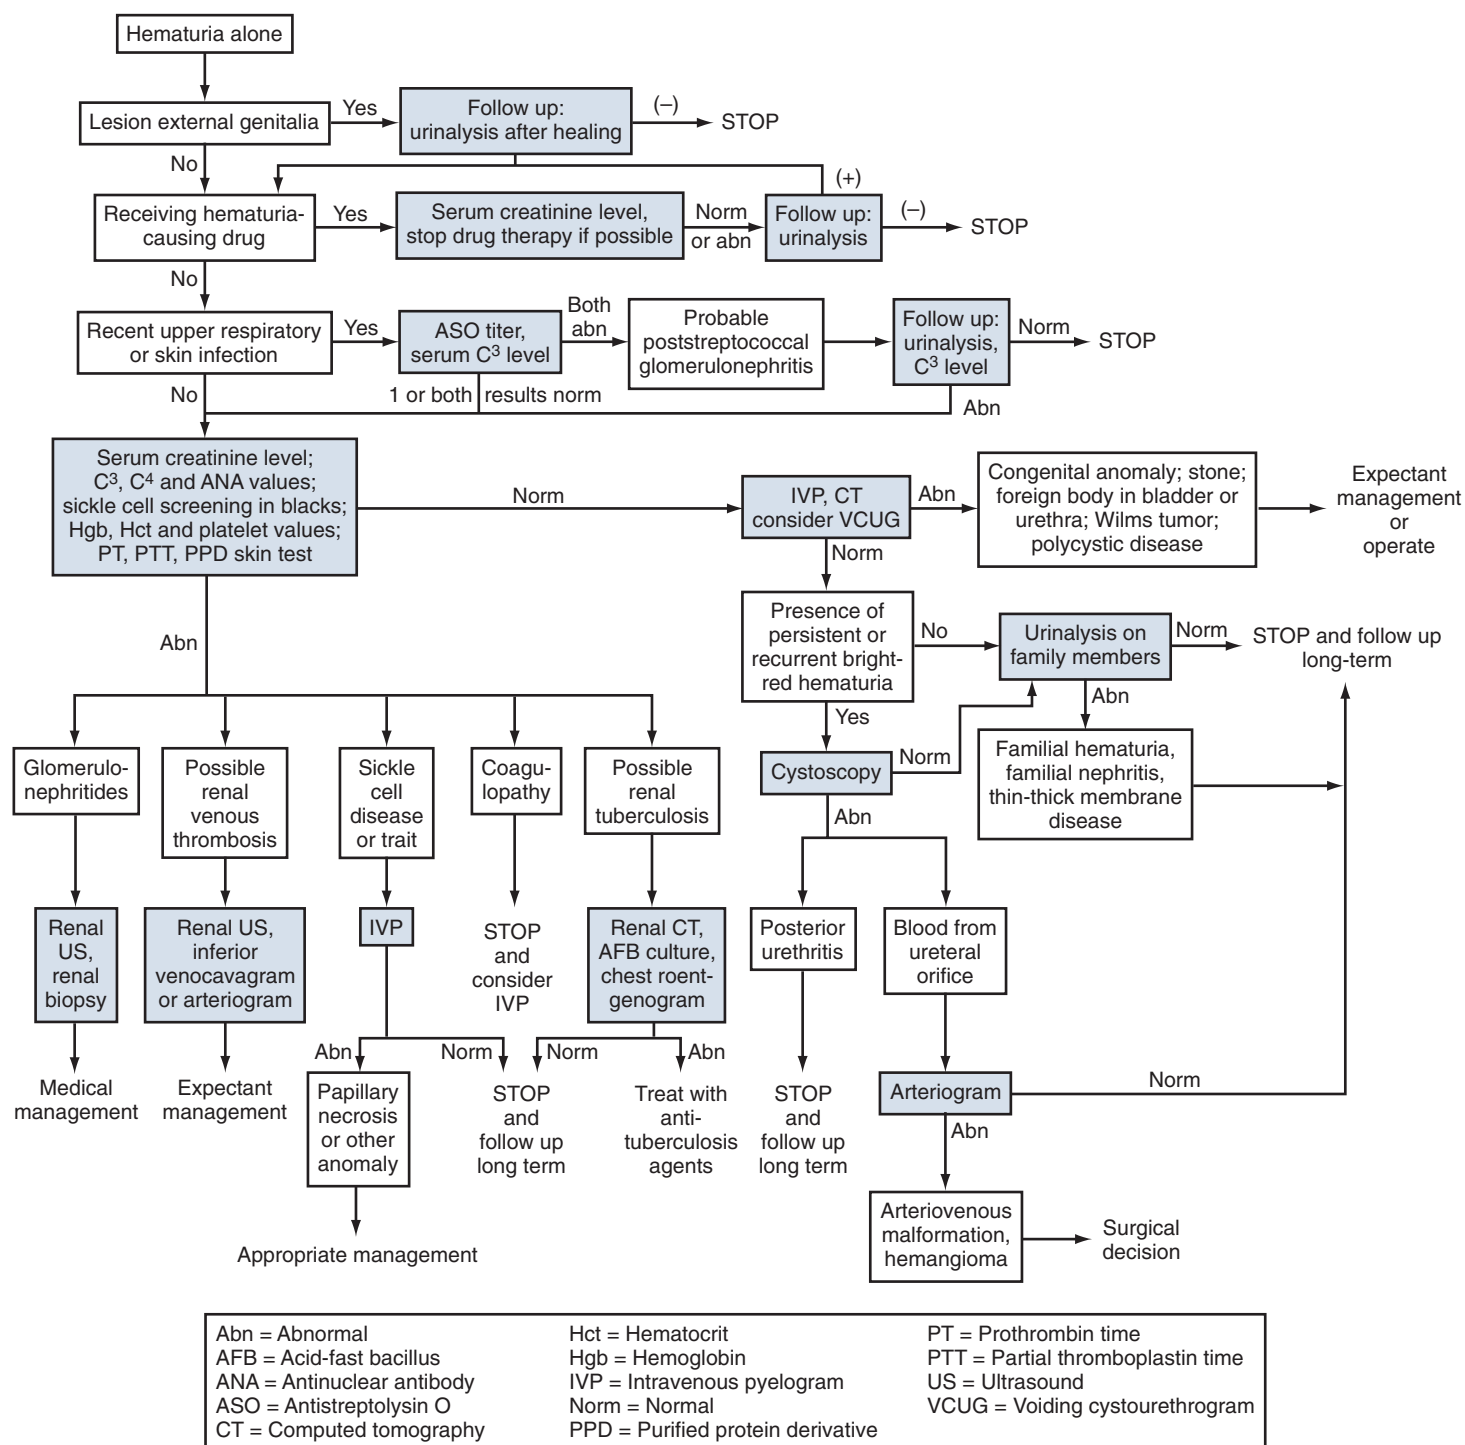 Hematuria alone
Lesion external genitalia
Yes
Follow up:
urinalysis after healing
(–)
STOP
No
(+)
Receiving hematuria-
causing drug
Yes
Serum creatinine level,
stop drug therapy if possible
Norm
or abn
Follow up:
urinalysis
(–)
STOP
No
Recent upper respiratory
or skin infection
Yes
ASO titer,
serum C3 level
Both
abn
Probable
poststreptococcal
glomerulonephritis
Follow up:
urinalysis,
C3 level
Norm
STOP
No
1 or both results norm
Abn
Serum creatinine level;
C3, C4 and ANA values;
sickle cell screening in blacks;
Hgb, Hct and platelet values;
PT, PTT, PPD skin test
Norm
IVP, CT
consider VCUG
Abn
Congenital anomaly; stone;
foreign body in bladder or
urethra; Wilms tumor;
polycystic disease
Expectant
management
or
operate
Norm
Abn
Presence of
persistent or
recurrent bright-
red hematuria
No
Urinalysis on
family members
Norm
STOP and follow up
long-term
Yes
Abn
Cystoscopy
Norm
Familial hematuria,
familial nephritis,
thin-thick membrane
disease
Abn
Glomerulo-
nephritides
Possible
renal
venous
thrombosis
Sickle
cell
disease
or trait
Coagu-
lopathy
Possible
renal
tuberculosis
Renal
US,
renal
biopsy
Renal US,
inferior
venocavagram
or arteriogram
IVP
STOP
and
consider
IVP
Renal CT,
AFB culture,
chest roent-
genogram
Posterior
urethritis
Blood from
ureteral
orifice
Medical
management
Expectant
management
Abn
Norm
Norm
Abn
Papillary
necrosis
or other
anomaly
STOP
and
follow up
long term
Treat with
anti-
tuberculosis
agents
STOP
and
follow up
long term
Arteriogram
Norm
Abn
Appropriate management
Arteriovenous
malformation,
hemangioma
Surgical
decision
Abn = Abnormal
AFB = Acid-fast bacillus
ANA = Antinuclear antibody
ASO = Antistreptolysin O
CT = Computed tomography
Hct = Hematocrit
Hgb = Hemoglobin
IVP = Intravenous pyelogram
Norm = Normal
PPD = Purified protein derivative
PT = Prothrombin time
PTT = Partial thromboplastin time
US = Ultrasound
VCUG = Voiding cystourethrogram